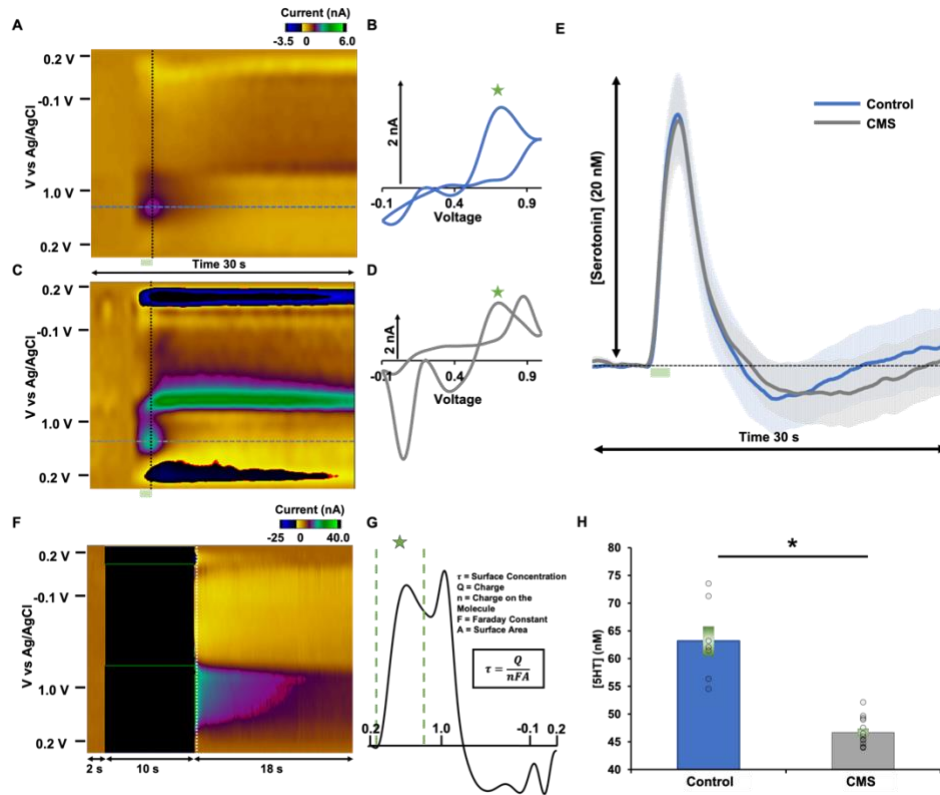 A
Current (nA)
-3.5 0 6.0
0.2 V
-0.1 V
1.0 V
0.2 V
V vs Ag/AgCl
Time 30 s
B
2 nA
-0.1 0.4 0.9
Voltage
C
0.2 V
-0.1 V
1.0 V
0.2 V
V vs Ag/AgCl
D
2 nA
-0.1 0.4 0.9
Voltage
E
[Serotonin] (20 nM)
Control
CMS
Time 30 s
F
Current (nA)
-25 0 40.0
0.2 V
-0.1 V
1.0 V
0.2 V
V vs Ag/AgCl
2 s 10 s 18 s
G
τ = Surface Concentration
Q = Charge
n = Charge on the
Molecule
F = Faraday Constant
A = Surface Area
τ = Q/nFA
0.2 1.0 -0.1 0.2
H
*
[5HT] (nM)
80
75
70
65
60
55
50
45
40
Control CMS